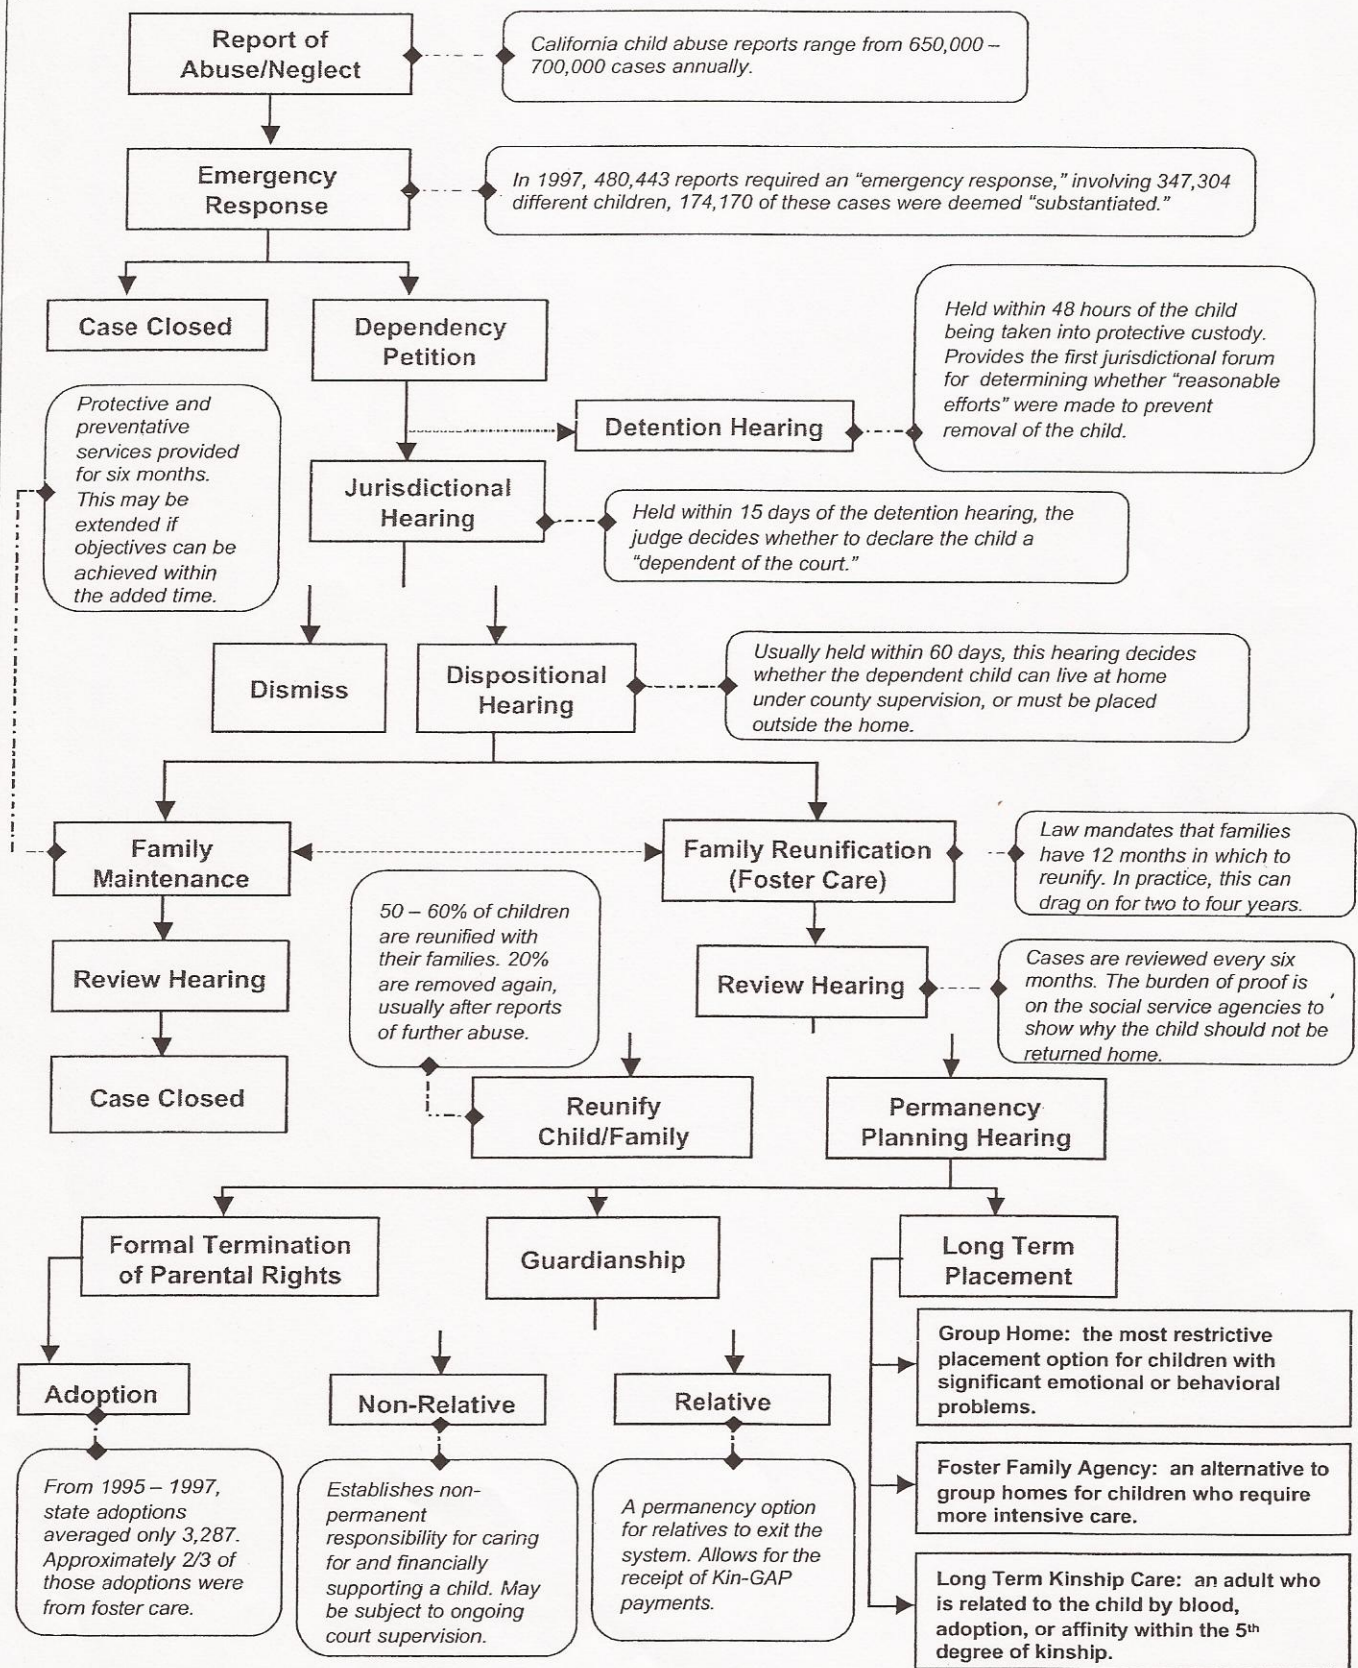 Report of
Abuse/Neglect
California child abuse reports range from 650,000 –
700,000 cases annually.
Emergency
Response
In 1997, 480,443 reports required an “emergency response,” involving 347,304
different children, 174,170 of these cases were deemed “substantiated.”
Case Closed
Dependency
Petition
Held within 48 hours of the child
being taken into protective custody.
Provides the first jurisdictional forum
for determining whether “reasonable
efforts” were made to prevent
removal of the child.
Protective and
preventative
services provided
for six months.
This may be
extended if
objectives can be
achieved within
the added time.
Detention Hearing
Jurisdictional
Hearing
Held within 15 days of the detention hearing, the
judge decides whether to declare the child a
“dependent of the court.”
Dismiss
Dispositional
Hearing
Usually held within 60 days, this hearing decides
whether the dependent child can live at home
under county supervision, or must be placed
outside the home.
Family
Maintenance
Family Reunification
(Foster Care)
Law mandates that families
have 12 months in which to
reunify. In practice, this can
drag on for two to four years.
50 – 60% of children
are reunified with
their families. 20%
are removed again,
usually after reports
of further abuse.
Review Hearing
Review Hearing
Cases are reviewed every six
months. The burden of proof is
on the social service agencies to
show why the child should not be
returned home.
Case Closed
Reunify
Child/Family
Permanency
Planning Hearing
Formal Termination
of Parental Rights
Guardianship
Long Term
Placement
Group Home: the most restrictive
placement option for children with
significant emotional or behavioral
problems.
Adoption
Non-Relative
Relative
Foster Family Agency: an alternative to
group homes for children who require
more intensive care.
From 1995 – 1997,
state adoptions
averaged only 3,287.
Approximately 2/3 of
those adoptions were
from foster care.
Establishes non-
permanent
responsibility for caring
for and financially
supporting a child. May
be subject to ongoing
court supervision.
A permanency option
for relatives to exit the
system. Allows for the
receipt of Kin-GAP
payments.
Long Term Kinship Care: an adult who
is related to the child by blood,
adoption, or affinity within the 5th
degree of kinship.